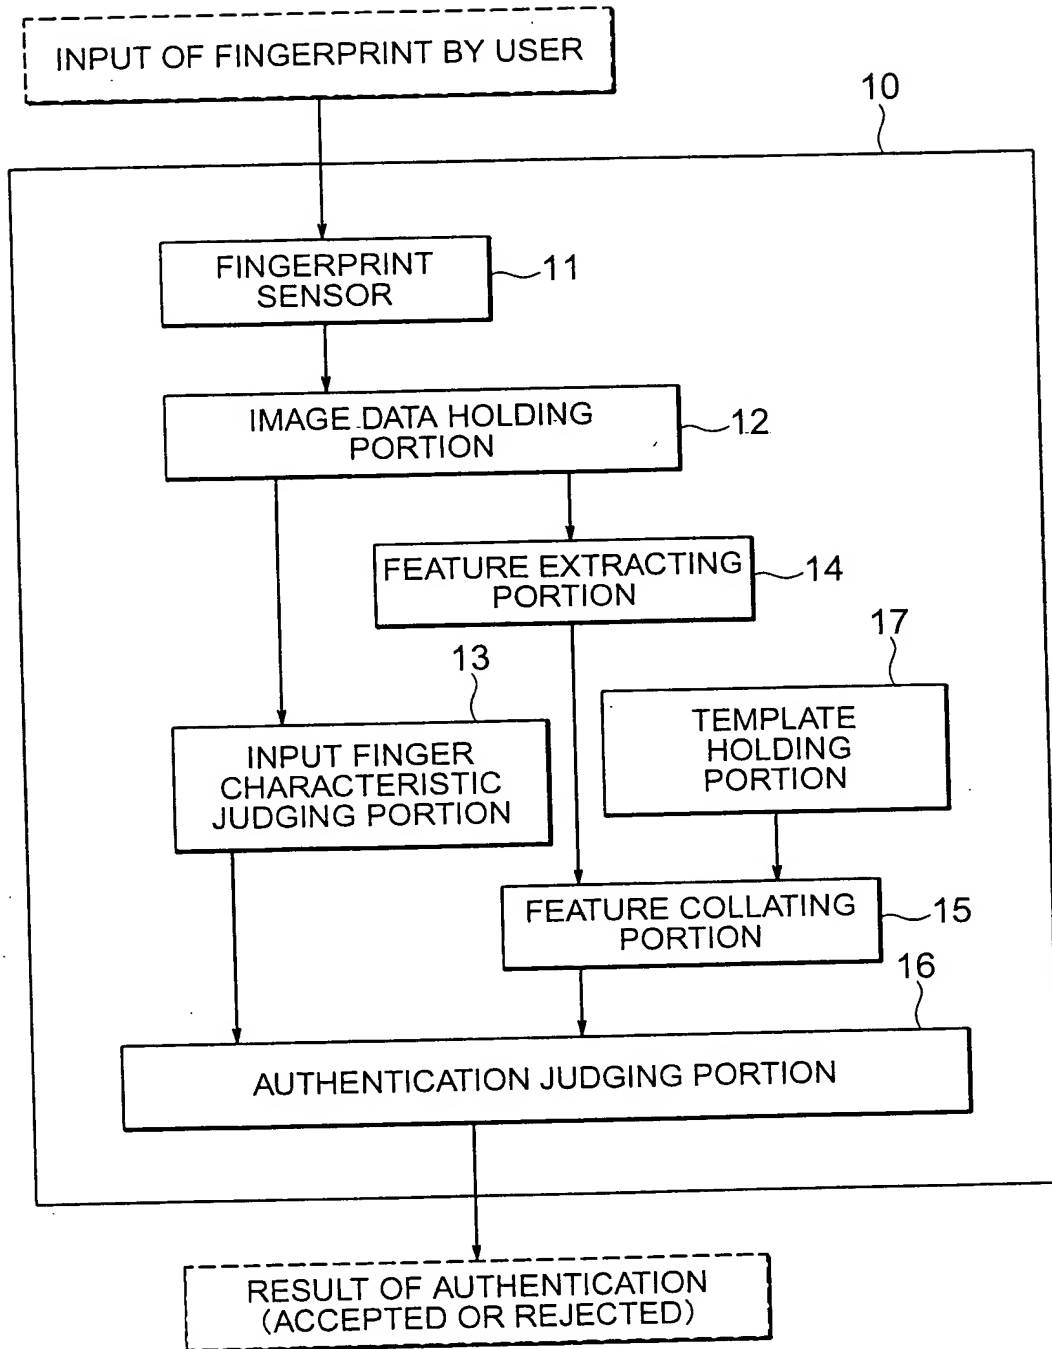 INPUT OF FINGERPRINT BY USER
10
FINGERPRINT
SENSOR
11
IMAGE DATA HOLDING
PORTION
12
FEATURE EXTRACTING
PORTION
14
13
17
INPUT FINGER
CHARACTERISTIC
JUDGING PORTION
TEMPLATE
HOLDING
PORTION
FEATURE COLLATING
PORTION
15
16
AUTHENTICATION JUDGING PORTION
RESULT OF AUTHENTICATION
(ACCEPTED OR REJECTED)